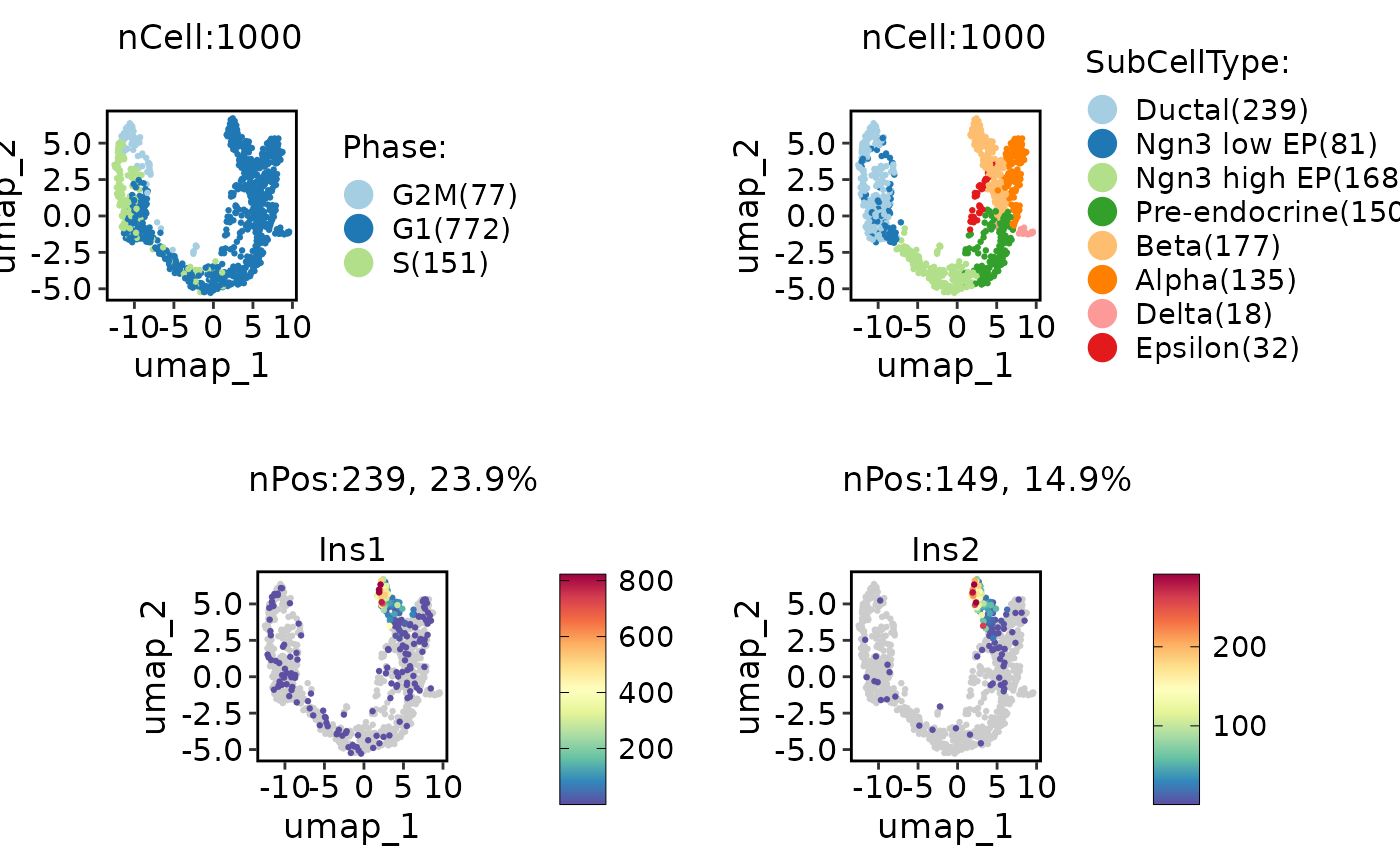 nCell:1000
Phase:
G2M(77)
G1(772)
S(151)
umap_2
5.0
2.5
0.0
-2.5
-5.0
-10 -5 0 5 10
umap_1
nCell:1000
SubCellType:
Ductal(239)
Ngn3 low EP(81)
Ngn3 high EP(168
Pre-endocrine(150
Beta(177)
Alpha(135)
Delta(18)
Epsilon(32)
umap_2
5.0
2.5
0.0
-2.5
-5.0
-10 -5 0 5 10
umap_1
nPos:239, 23.9%
Ins1
umap_2
5.0
2.5
0.0
-2.5
-5.0
-10 -5 0 5 10
umap_1
800
600
400
200
nPos:149, 14.9%
Ins2
umap_2
5.0
2.5
0.0
-2.5
-5.0
-10 -5 0 5 10
umap_1
200
100